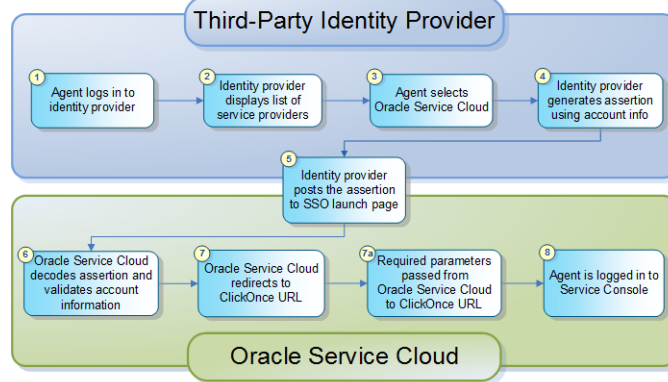 Third-Party Identity Provider
1
Agent logs in to
identity provider
2
Identity provider
displays list of
service providers
3
Agent selects
Oracle Service Cloud
4
Identity provider
generates assertion
using account info
5
Identity provider
posts the assertion
to SSO launch page
6
Oracle Service Cloud
decodes assertion and
validates account
information
7
Oracle Service Cloud
redirects to
ClickOnce URL
7a
Required parameters
passed from
Oracle Service Cloud
to ClickOnce URL
8
Agent is logged in to
Service Console
Oracle Service Cloud